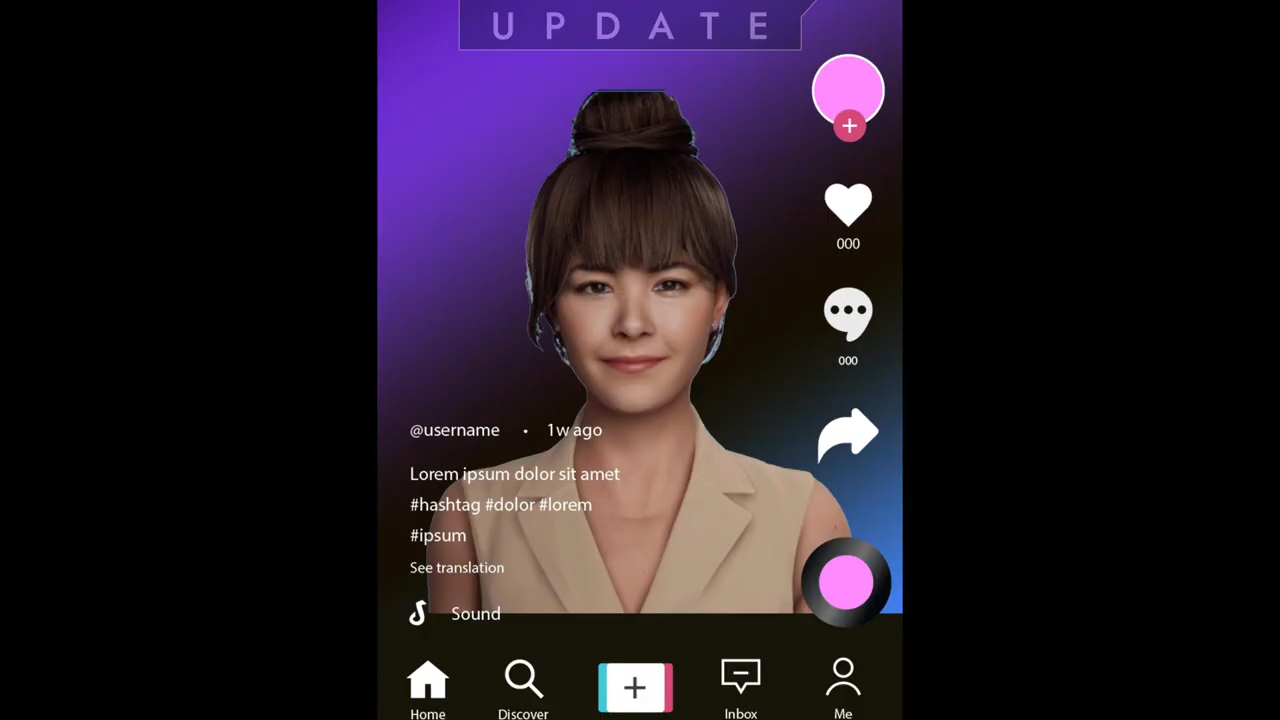 UPDATE
000
000
@username • 1w ago
Lorem ipsum dolor sit amet
#hashtag #dolor #lorem
#ipsum
See translation
Sound
Home Discover Inbox Me